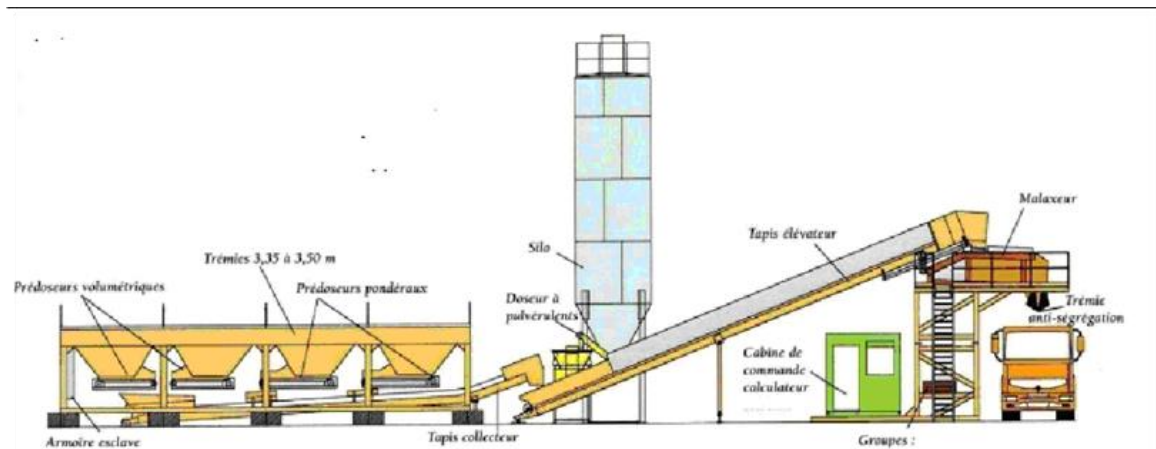 Malaxeur
Tapis élévateur
Silo
Trémies 3,35 à 3,50 m
Prédoseurs volumétriques
Prédoseurs pondéraux
Doseur à
pulvérulents
Trémie
anti-ségrégation
Cabine de
commande
calculateur
Armoire esclave
Tapis collecteur
Groupes :